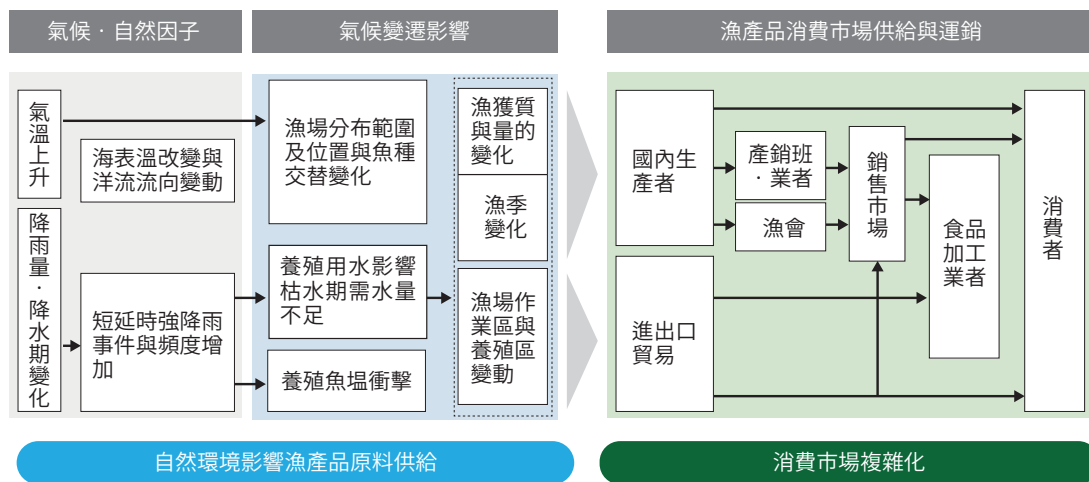 氣候‧自然因子
氣候變遷影響
漁產品消費市場供給與運銷
氣溫上升
海表溫改變與
洋流流向變動
降雨量‧降水期變化
短延時強降雨
事件與頻度增
加
漁場分布範圍
及位置與魚種
交替變化
養殖用水影響
枯水期需水量
不足
養殖魚塭衝擊
漁獲質
與量的
變化
漁季
變化
漁場作
業區與
養殖區
變動
國內生
產者
進出口
貿易
產銷班
‧業者
漁會
銷售市場
食品
加工
業者
消費者
自然環境影響漁產品原料供給
消費市場複雜化